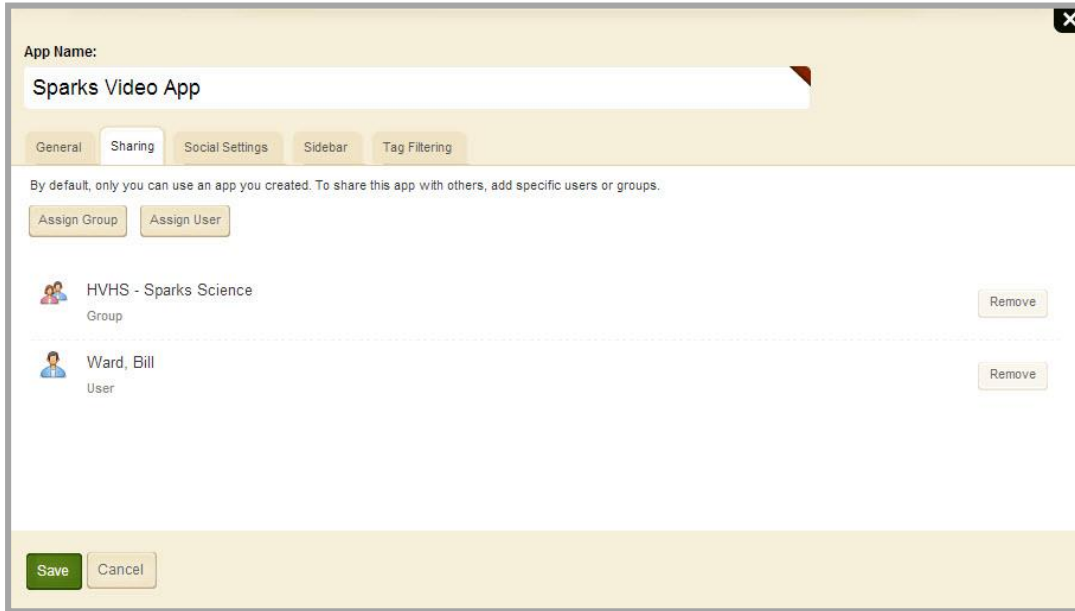 App Name:
Sparks Video App
General Sharing Social Settings Sidebar Tag Filtering
By default, only you can use an app you created. To share this app with others, add specific users or groups.
Assign Group Assign User
HVHS - Sparks Science
Group
Remove
Ward, Bill
User
Remove
Save Cancel